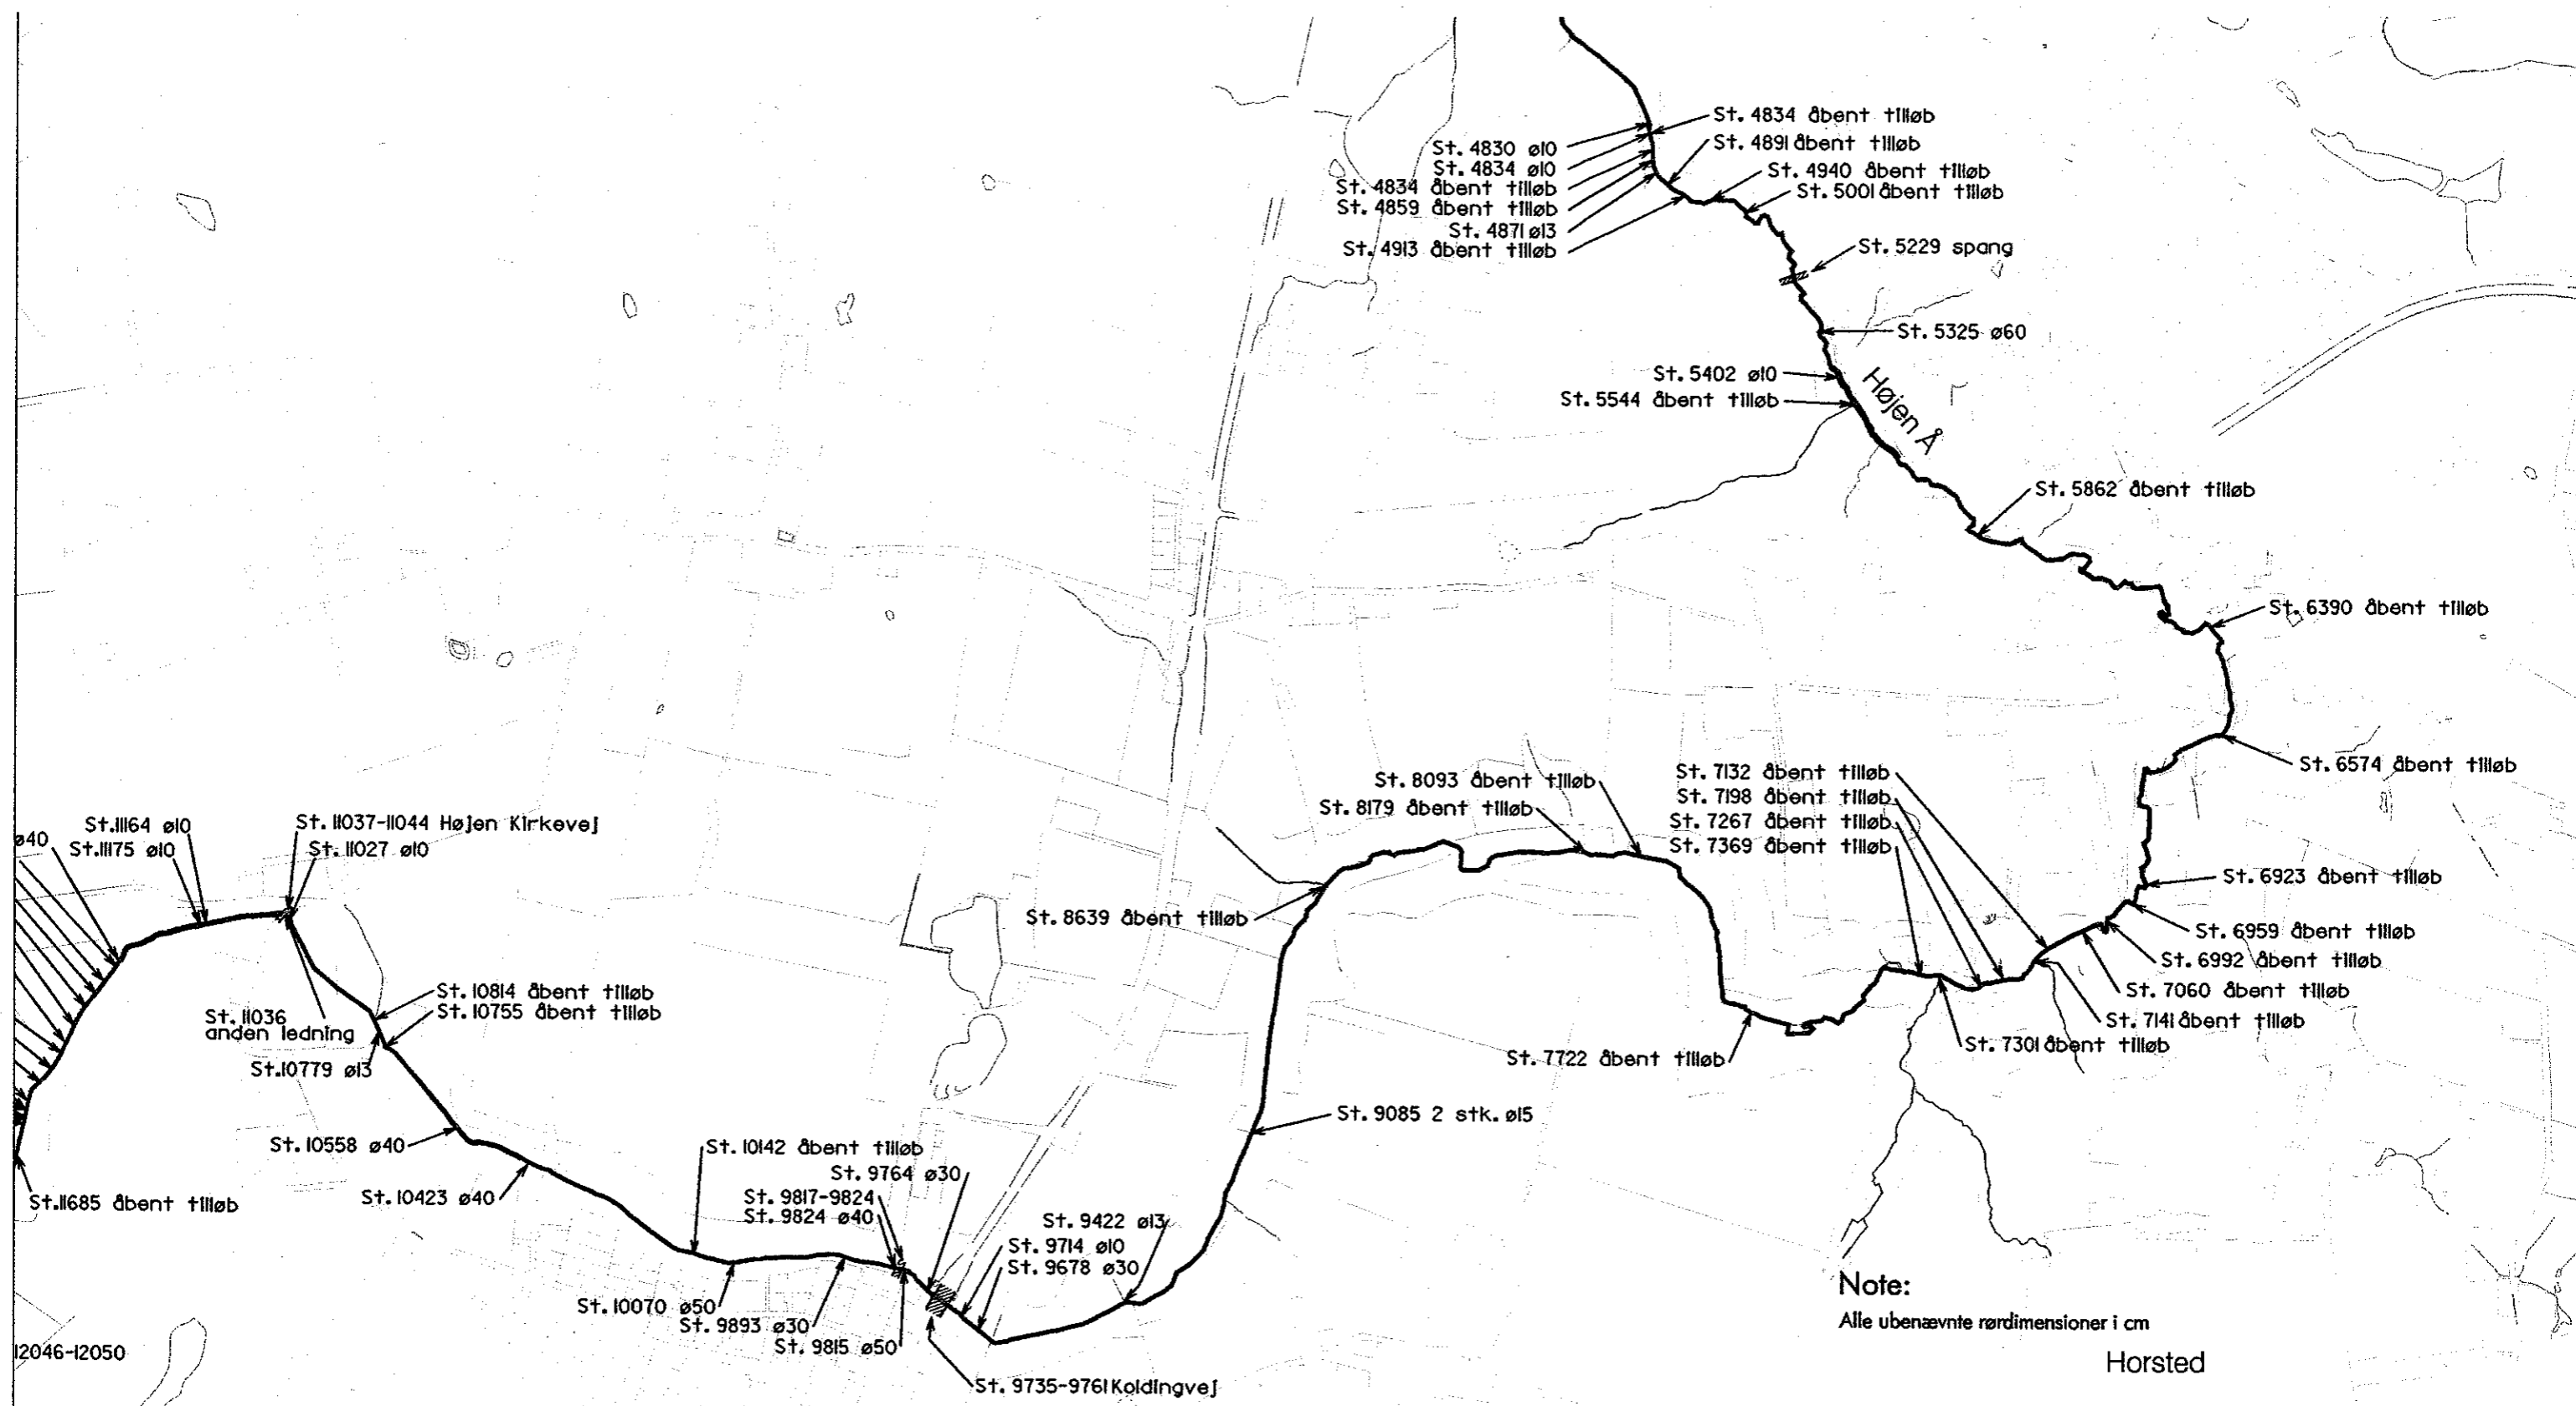 St. 4834 åbent tilløb
St. 4830 ø10
St. 4891 åbent tilløb
St. 4834 ø10
St. 4940 åbent tilløb
St. 4834 åbent tilløb
St. 5001 åbent tilløb
St. 4859 åbent tilløb
St. 4871 ø13
St. 4913 åbent tilløb
St. 5229 spang
St. 5325 ø60
St. 5402 ø10
St. 5544 åbent tilløb
Højen Å
St. 5862 åbent tilløb
St. 6390 åbent tilløb
St. 6574 åbent tilløb
St. 8093 åbent tilløb
St. 8179 åbent tilløb
St. 7132 åbent tilløb
St. 7198 åbent tilløb
St. 7267 åbent tilløb
St. 7369 åbent tilløb
ø40
St.11164 ø10
St.11175 ø10
St. 11037-11044 Højen Kirkevej
St. 11027 ø10
St. 6923 åbent tilløb
St. 8639 åbent tilløb
St. 6959 åbent tilløb
St. 6992 åbent tilløb
St. 7060 åbent tilløb
St. 7141 åbent tilløb
St. 7301 åbent tilløb
St. 10814 åbent tilløb
St. 10755 åbent tilløb
St. 11036
anden ledning
St.10779 ø13
St. 7722 åbent tilløb
St. 9085 2 stk. ø15
St. 10558 ø40
St. 10142 åbent tilløb
St. 9764 ø30
St. 10423 ø40
St. 9817-9824
St. 9824 ø40
St.11685 åbent tilløb
St. 9422 ø13
St. 9714 ø10
St. 9678 ø30
St. 10070 ø50
St. 9893 ø30
St. 9815 ø50
St. 9735-9761 Koldingvej
12046-12050
Note:
Alle ubenævnte rørdimensioner i cm
Horsted